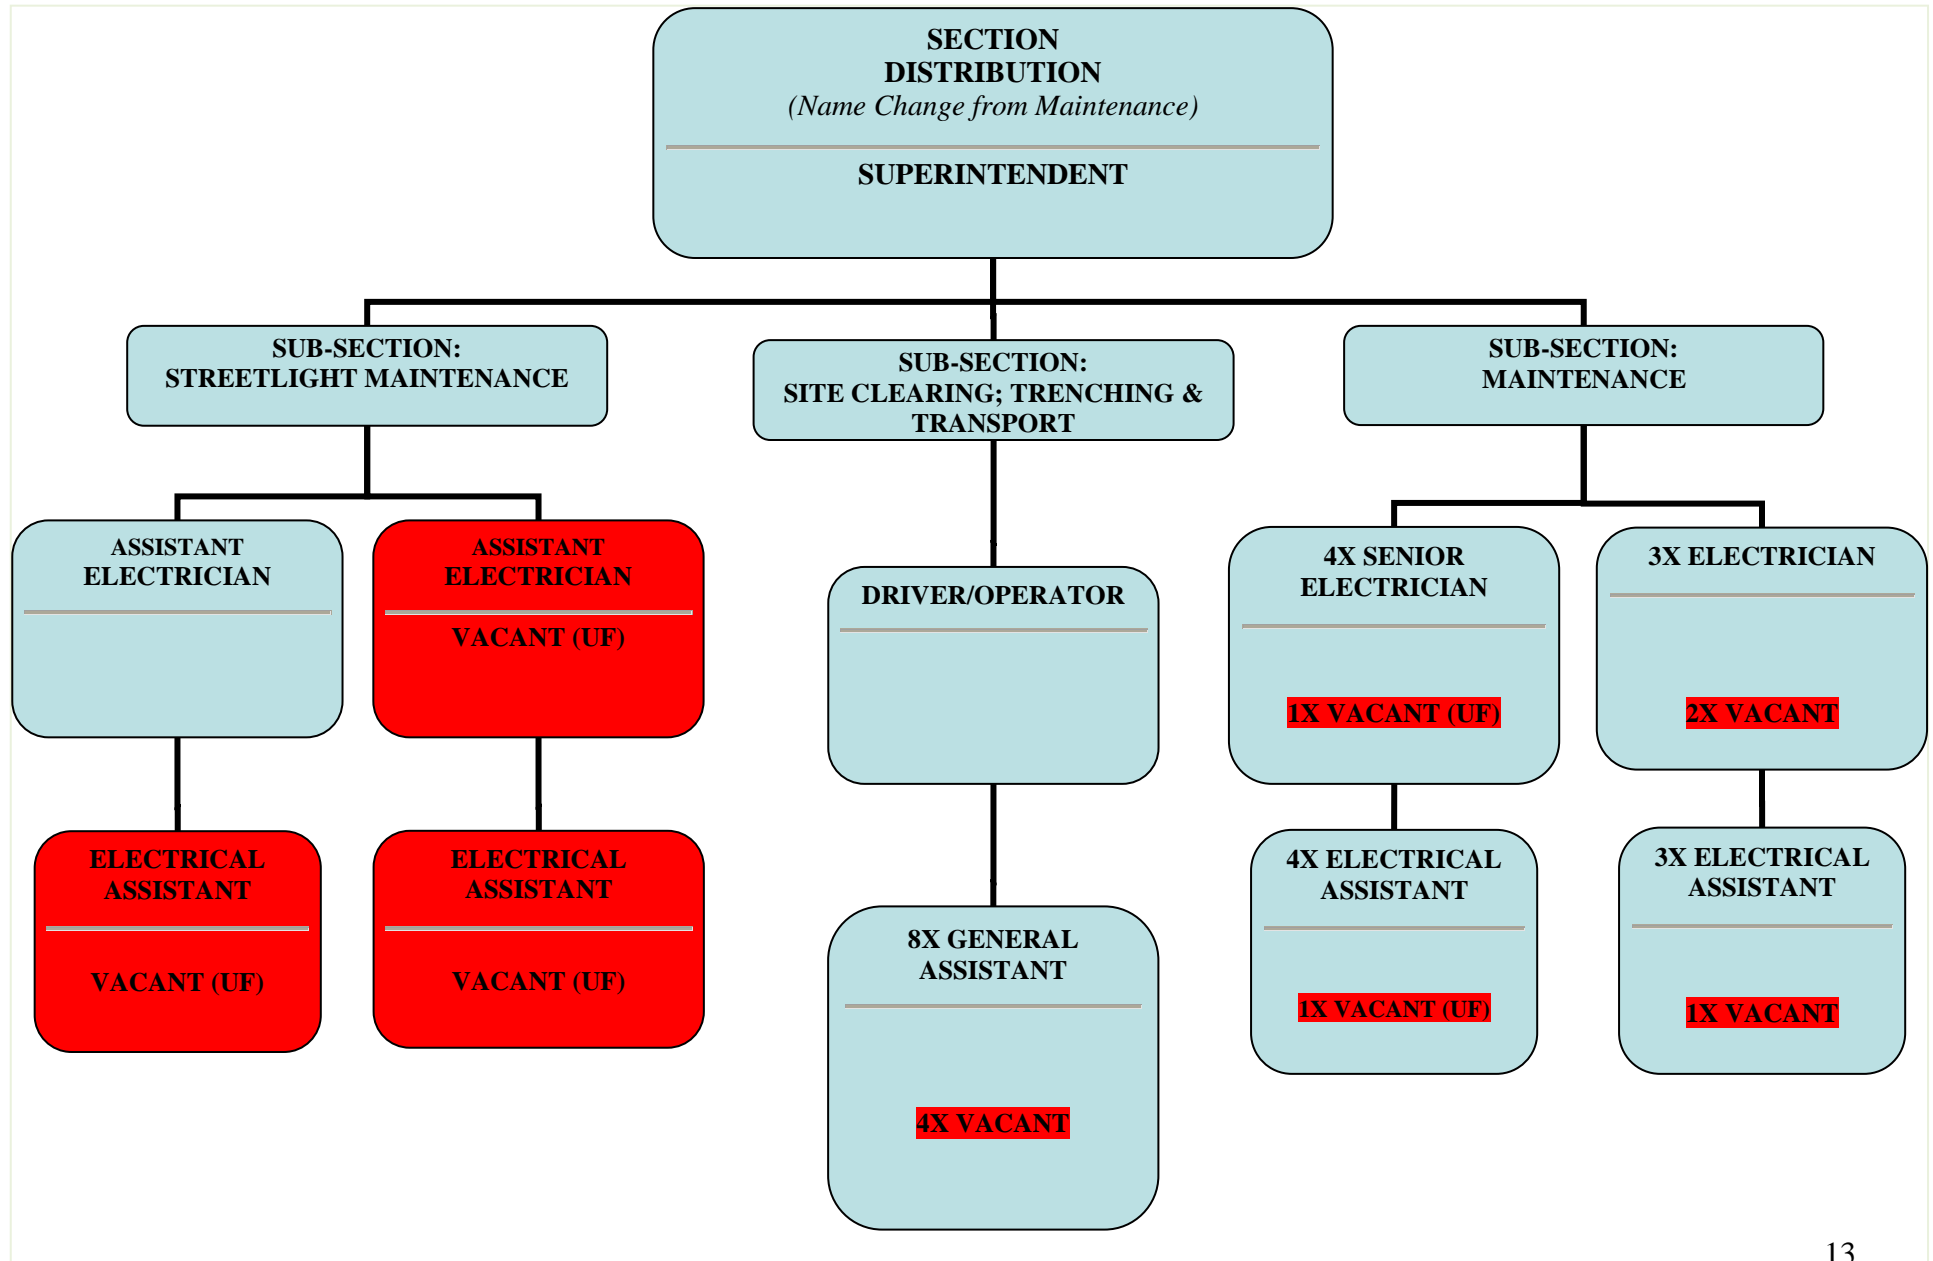 SECTION
DISTRIBUTION
(Name Change from Maintenance)
SUPERINTENDENT
SUB-SECTION:
STREETLIGHT MAINTENANCE
SUB-SECTION:
SITE CLEARING; TRENCHING &
TRANSPORT
SUB-SECTION:
MAINTENANCE
ASSISTANT
ELECTRICIAN
ASSISTANT
ELECTRICIAN
VACANT (UF)
DRIVER/OPERATOR
4X SENIOR
ELECTRICIAN
1X VACANT (UF)
3X ELECTRICIAN
2X VACANT
ELECTRICAL
ASSISTANT
VACANT (UF)
ELECTRICAL
ASSISTANT
VACANT (UF)
8X GENERAL
ASSISTANT
4X VACANT
4X ELECTRICAL
ASSISTANT
1X VACANT (UF)
3X ELECTRICAL
ASSISTANT
1X VACANT
13